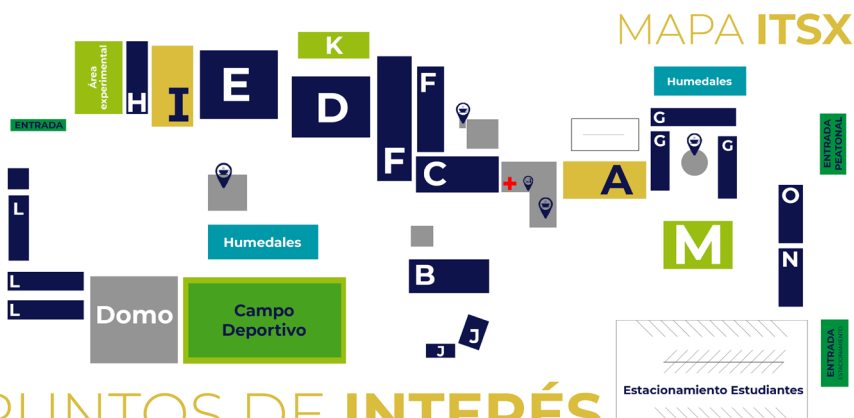 MAPA ITSX
K
Área
experimental
H
I
E
D
F
F
C
Humedales
G
G
G
ENTRADA
ENTRADA
PEATONAL
A
L
O
Humedales
M
N
L
L
B
Domo
Campo
Deportivo
J
J
ENTRADA
ESTACIONAMIENTO
Estacionamiento Estudiantes
PUNTOS DE INTERÉS